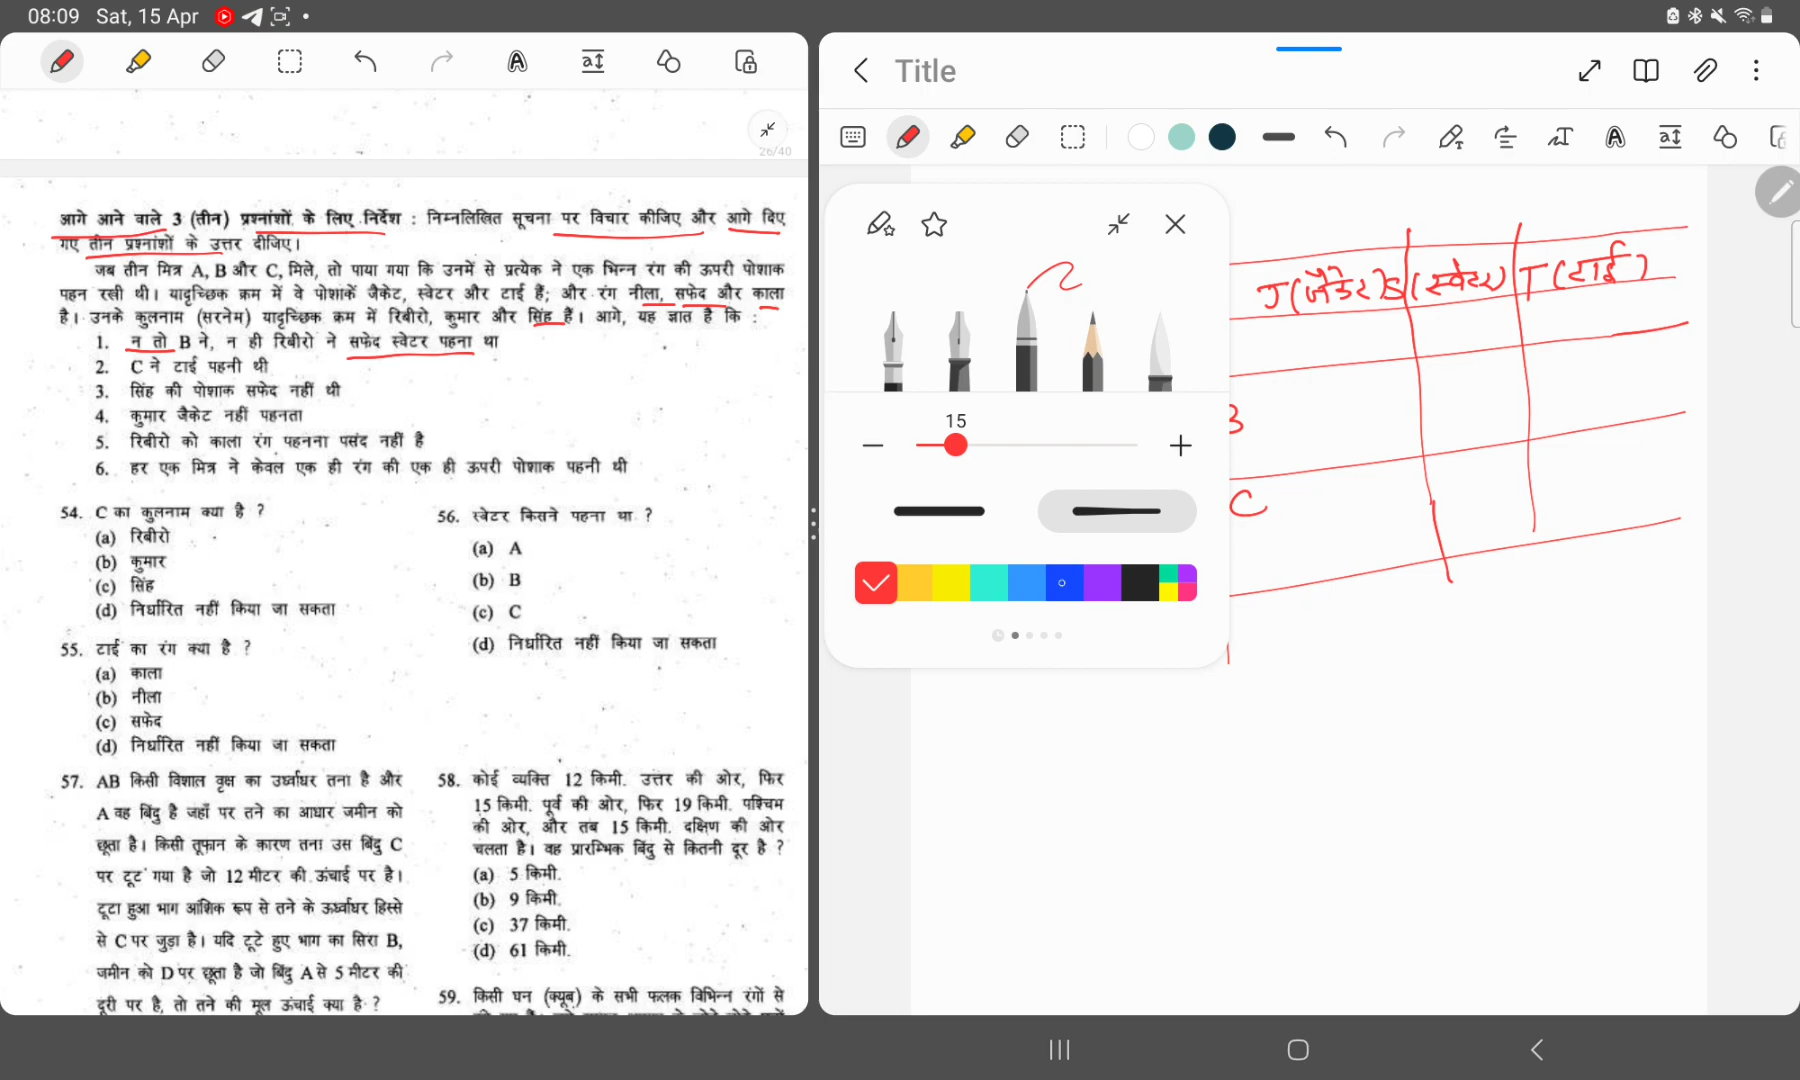 08:09 Sat, 15 Apr
26/40
आगे आने वाले 3 (तीन) प्रश्नांशों के लिए निर्देश : निम्नलिखित सूचना पर विचार कीजिए और आगे दिए
गए तीन प्रश्नांशों के उत्तर दीजिए।
जब तीन मित्र A, B और C, मिले, तो पाया गया कि उनमें से प्रत्येक ने एक भिन्न रंग की ऊपरी पोशाक
पहन रखी थी। यादृच्छिक क्रम में वे पोशाकें जैकेट, स्वेटर और टाई हैं; और रंग नीला, सफेद और काला
है। उनके कुलनाम (सरनेम) यादृच्छिक क्रम में रिबीरो, कुमार और सिंह हैं। आगे, यह ज्ञात है कि :
1. न तो B ने, न ही रिबीरो ने सफेद स्वेटर पहना था
2. C ने टाई पहनी थी
3. सिंह की पोशाक सफेद नहीं थी
4. कुमार जैकेट नहीं पहनता
5. रिबीरो को काला रंग पहनना पसंद नहीं है
6. हर एक मित्र ने केवल एक ही रंग की एक ही ऊपरी पोशाक पहनी थी
54. C का कुलनाम क्या है ?
(a) रिबीरो
(b) कुमार
(c) सिंह
(d) निर्धारित नहीं किया जा सकता
55. टाई का रंग क्या है ?
(a) काला
(b) नीला
(c) सफेद
(d) निर्धारित नहीं किया जा सकता
56. स्वेटर किसने पहना था ?
(a) A
(b) B
(c) C
(d) निर्धारित नहीं किया जा सकता
57. AB किसी विशाल वृक्ष का उर्ध्वाधर तना है और
A वह बिंदु है जहाँ पर तने का आधार जमीन को
छूता है। किसी तूफान के कारण तना उस बिंदु C
पर टूट गया है जो 12 मीटर की ऊंचाई पर है।
टूटा हुआ भाग आंशिक रूप से तने के ऊर्ध्वाधर हिस्से
से C पर जुड़ा है। यदि टूटे हुए भाग का सिरा B,
जमीन को D पर छूता है जो बिंदु A से 5 मीटर की
दूरी पर है, तो तने की मूल ऊंचाई क्या है ?
58. कोई व्यक्ति 12 किमी. उत्तर की ओर, फिर
15 किमी. पूर्व की ओर, फिर 19 किमी. पश्चिम
की ओर, और तब 15 किमी. दक्षिण की ओर
चलता है। वह प्रारम्भिक बिंदु से कितनी दूर है ?
(a) 5 किमी.
(b) 9 किमी.
(c) 37 किमी.
(d) 61 किमी.
59. किसी घन (क्यूब) के सभी फलक विभिन्न रंगों से
Title
15
J(जैकेट) S(स्वेटर) T(टाई)
B
C